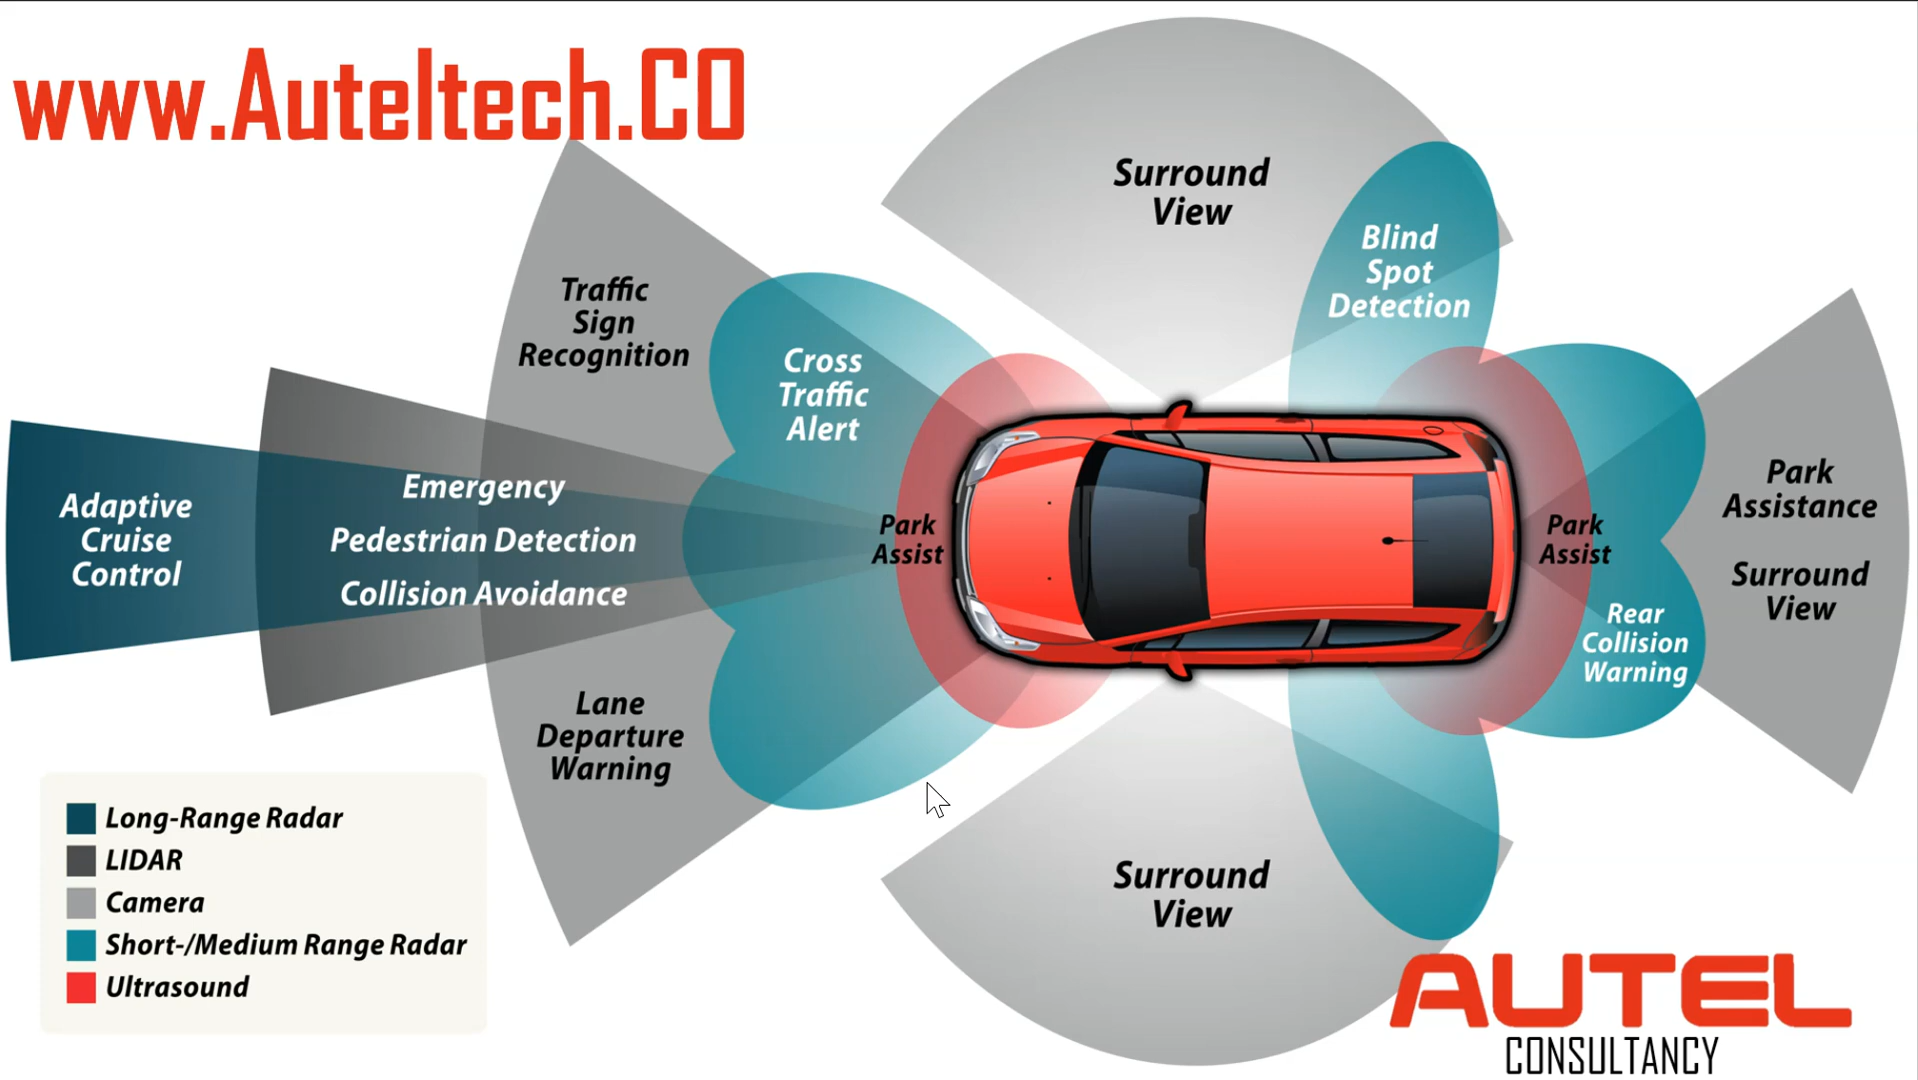 www.Auteltech.CO
Surround
View
Blind
Spot
Detection
Traffic
Sign
Recognition
Cross
Traffic
Alert
Adaptive
Cruise
Control
Emergency
Pedestrian Detection
Collision Avoidance
Park
Assist
Park
Assist
Park
Assistance
Surround
View
Rear
Collision
Warning
Lane
Departure
Warning
Surround
View
Long-Range Radar
LIDAR
Camera
Short-/Medium Range Radar
Ultrasound
AUTEL
CONSULTANCY